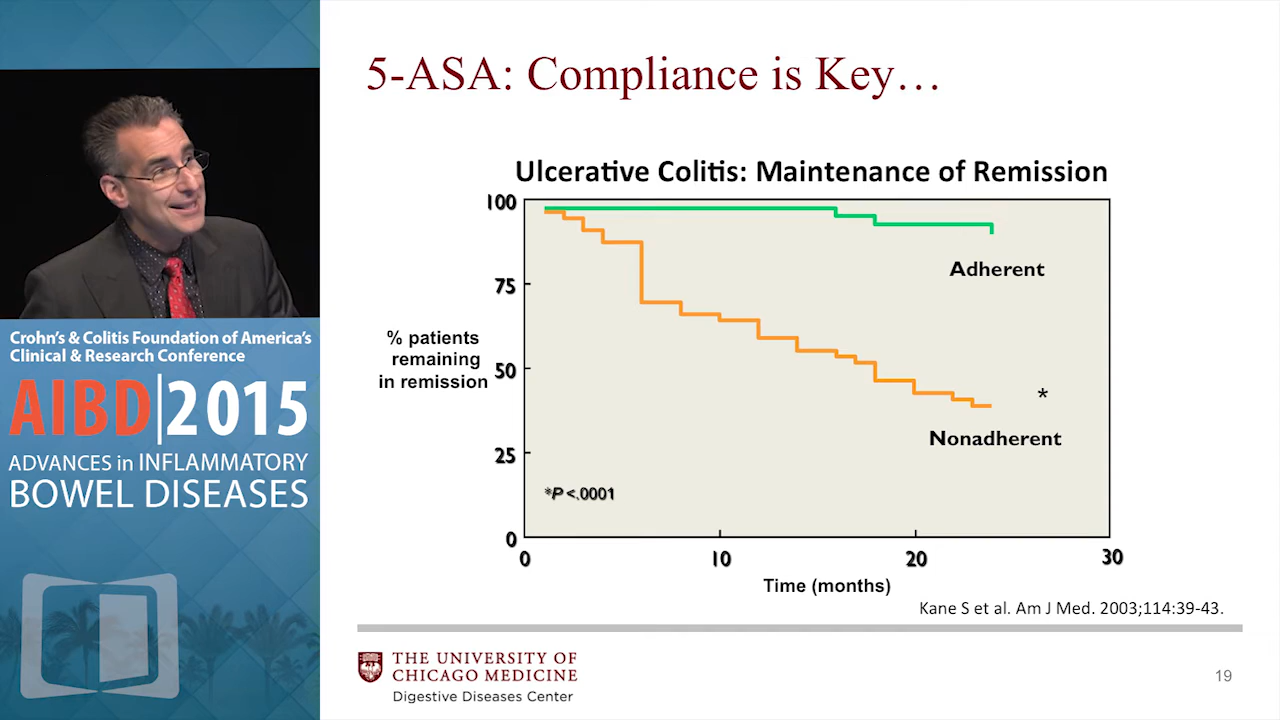 Crohn's & Colitis Foundation of America's
Clinical & Research Conference
AIBD|2015
ADVANCES in INFLAMMATORY
BOWEL DISEASES
5-ASA: Compliance is Key…
Ulcerative Colitis: Maintenance of Remission
% patients
remaining
in remission
100
75
50
25
0
Adherent
*
Nonadherent
*P <.0001
0
10
20
30
Time (months)
Kane S et al. Am J Med. 2003;114:39-43.
THE UNIVERSITY OF
CHICAGO MEDICINE
Digestive Diseases Center
19